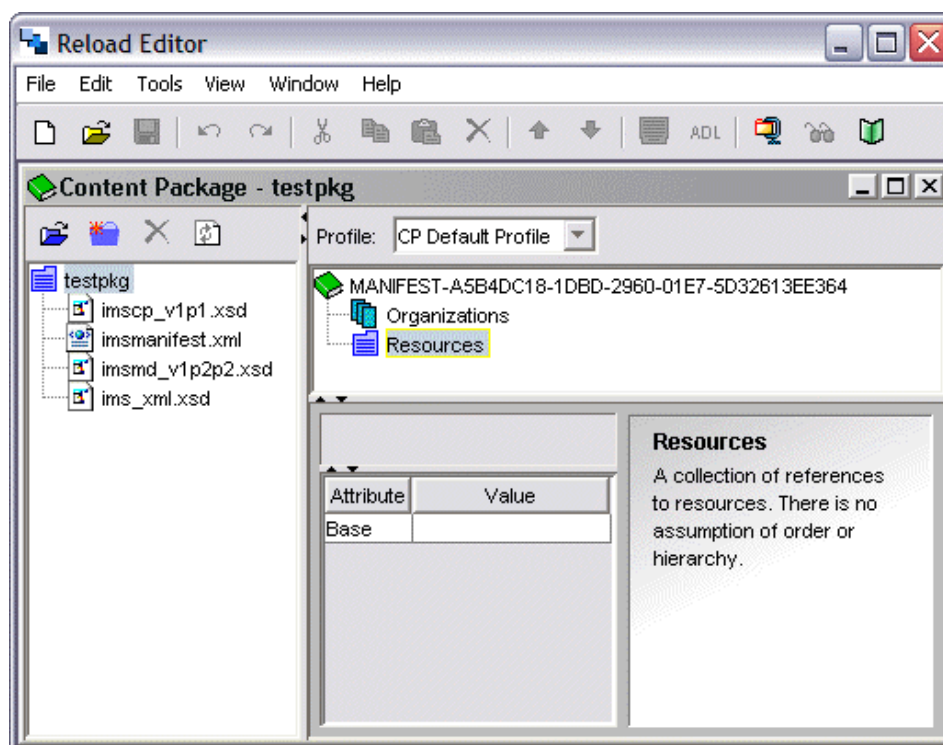 Reload Editor
File Edit Tools View Window Help
ADL
Content Package - testpkg
Profile: CP Default Profile
testpkg
imscp_v1p1.xsd
imsmanifest.xml
imsmd_v1p2p2.xsd
ims_xml.xsd
MANIFEST-A5B4DC18-1DBD-2960-01E7-5D32613EE364
Organizations
Resources
Attribute Value
Base
Resources
A collection of references
to resources. There is no
assumption of order or
hierarchy.